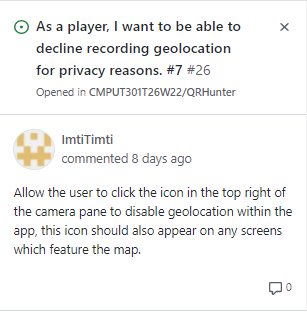 As a player, I want to be able to
decline recording geolocation
for privacy reasons. #7 #26
Opened in CMPUT301T26W22/QRHunter
ImtiTimti
commented 8 days ago
Allow the user to click the icon in the top right of
the camera pane to disable geolocation within the
app, this icon should also appear on any screens
which feature the map.
0